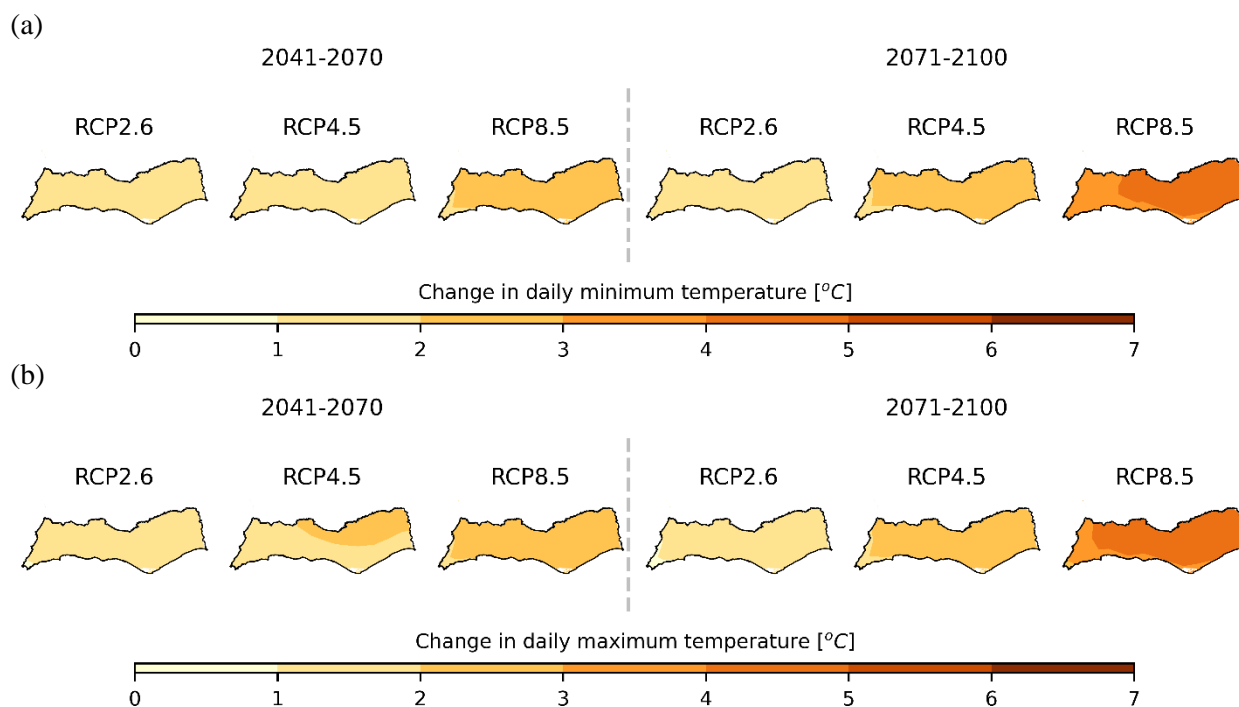 (a)
2041-2070 2071-2100
RCP2.6 RCP4.5 RCP8.5 RCP2.6 RCP4.5 RCP8.5
Change in daily minimum temperature [°C]
0 1 2 3 4 5 6 7
(b)
2041-2070 2071-2100
RCP2.6 RCP4.5 RCP8.5 RCP2.6 RCP4.5 RCP8.5
Change in daily maximum temperature [°C]
0 1 2 3 4 5 6 7